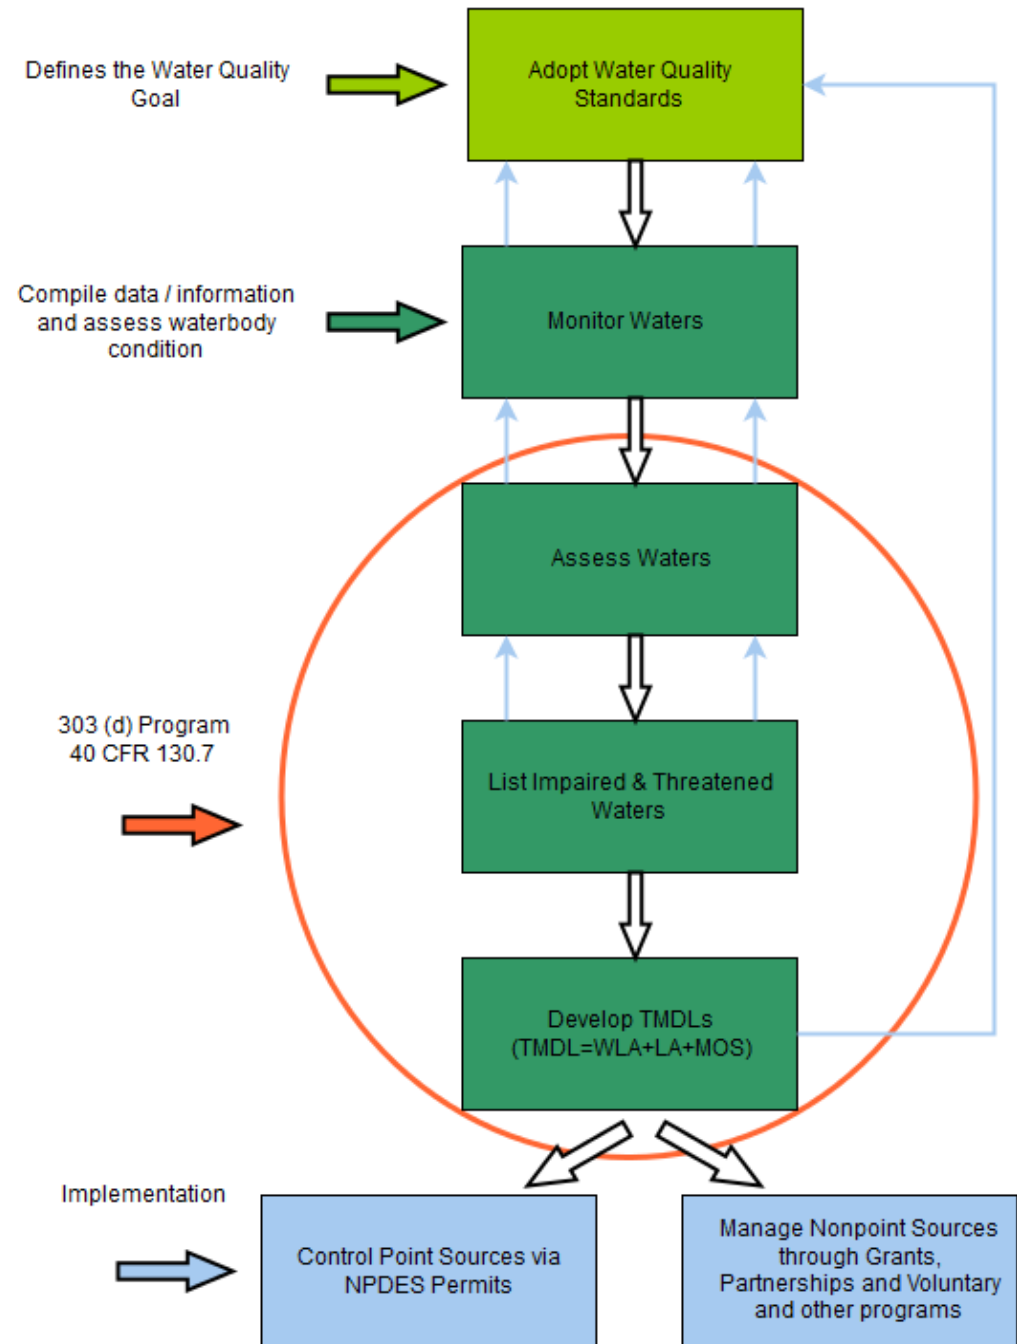 Defines the Water Quality
Goal
Adopt Water Quality
Standards
Compile data / information
and assess waterbody
condition
Monitor Waters
Assess Waters
303 (d) Program
40 CFR 130.7
List Impaired & Threatened
Waters
Develop TMDLs
(TMDL=WLA+LA+MOS)
Implementation
Control Point Sources via
NPDES Permits
Manage Nonpoint Sources
through Grants,
Partnerships and Voluntary
and other programs